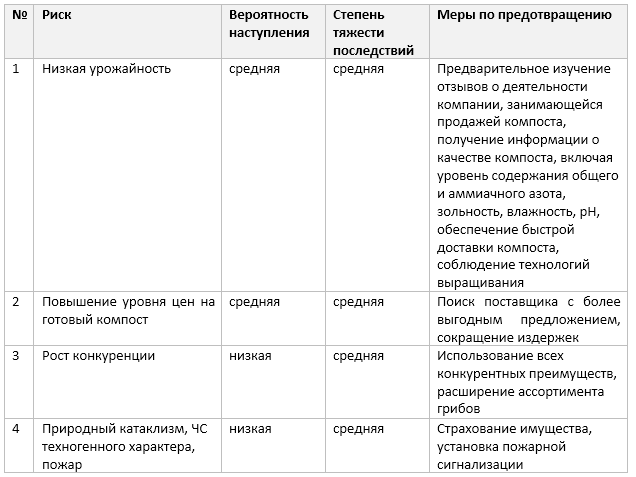 № Риск Вероятность наступления Степень тяжести последствий Меры по предотвращению
1 Низкая урожайность средняя средняя Предварительное изучение
отзывов о деятельности
компании, занимающейся
продажей компоста,
получение информации о
качестве компоста, включая
уровень содержания общего
и аммиачного азота,
зольность, влажность, pH,
обеспечение быстрой
доставки компоста,
соблюдение технологий
выращивания
2 Повышение уровня цен на
готовый компост
средняя средняя Поиск поставщика с более
выгодным предложением,
сокращение издержек
3 Рост конкуренции низкая средняя Использование всех
конкурентных преимуществ,
расширение ассортимента
грибов
4 Природный катаклизм, ЧС
техногенного характера,
пожар
низкая средняя Страхование имущества,
установка пожарной
сигнализации